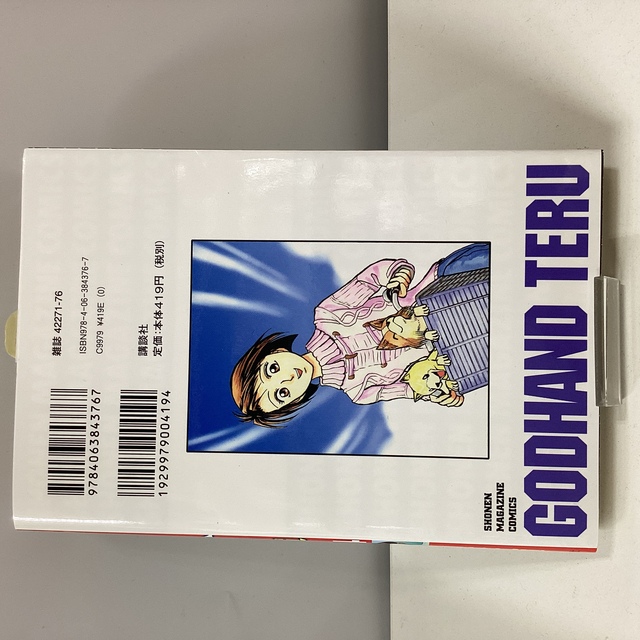 GODHAND TERU
SHONEN
MAGAZINE
COMICS
講談社
定価:本体419円(税別)
雑誌 42271-76
ISBN978-4-06-384376-7
C9979 ¥419E (0)
9784063843767
1929979004194